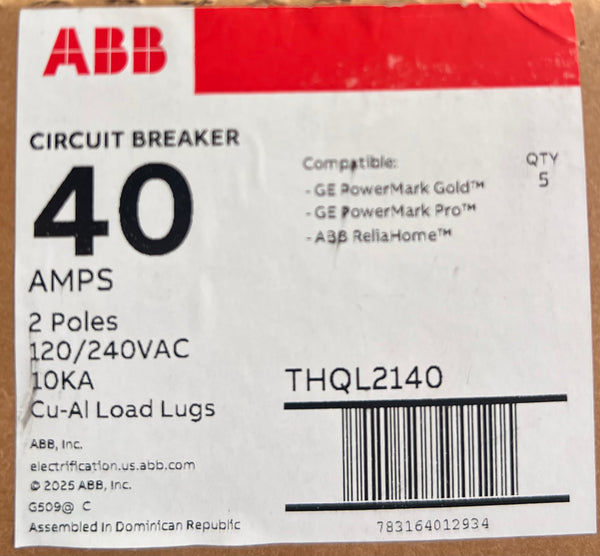 ABB
CIRCUIT BREAKER
40
AMPS
2 Poles
120/240VAC
10KA
Cu-Al Load Lugs
ABB, Inc.
electrification.us.abb.com
© 2025 ABB, Inc.
G509@ C
Assembled In Dominican Republic
Compatible:
- GE PowerMark Gold™
- GE PowerMark Pro™
- ABB ReliaHome™
QTY
5
THQL2140
783164012934